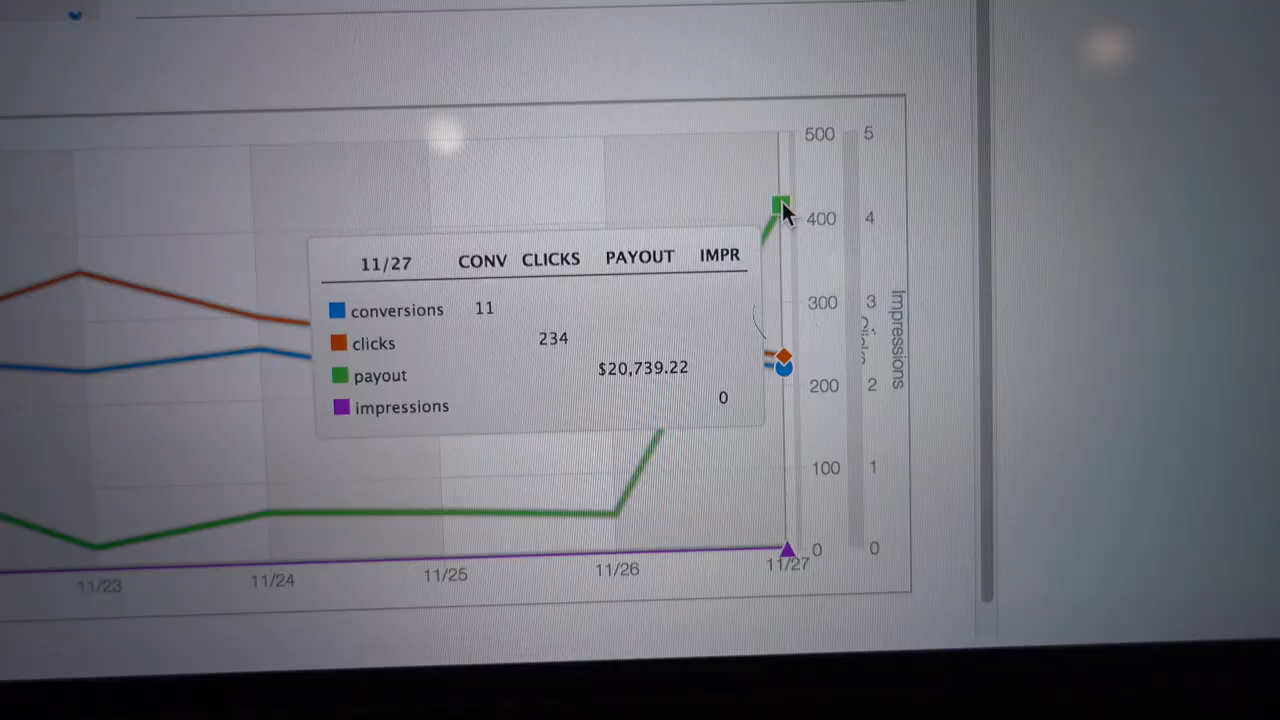 500 5
400 4
11/27 CONV CLICKS PAYOUT IMPR
conversions 11
clicks 234
payout $20,739.22
impressions 0
300 3
200 2
100 1
0 0
Impressions
11/23 11/24 11/25 11/26 11/27